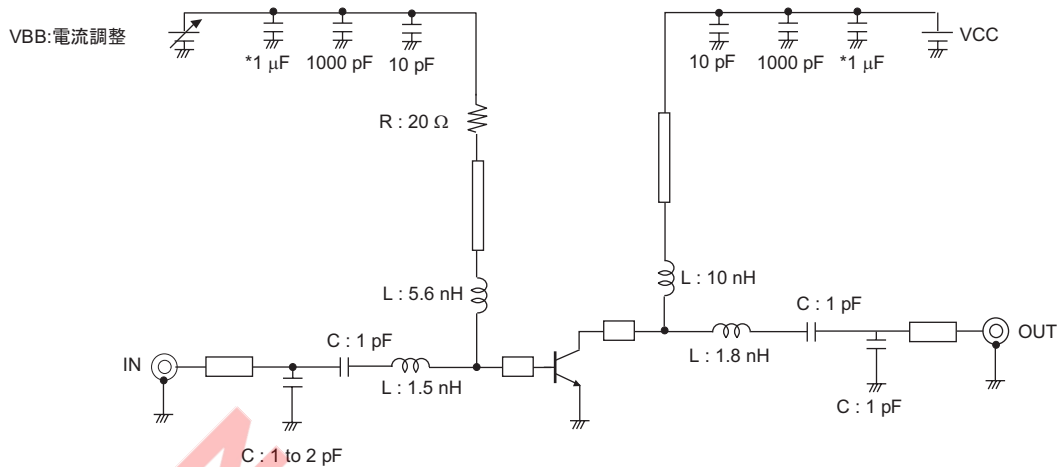 VBB:電流調整
*1 μF
1000 pF
10 pF
10 pF
1000 pF
*1 μF
VCC
R : 20 Ω
L : 5.6 nH
L : 10 nH
C : 1 pF
OUT
L : 1.8 nH
IN
C : 1 pF
L : 1.5 nH
C : 1 pF
C : 1 to 2 pF